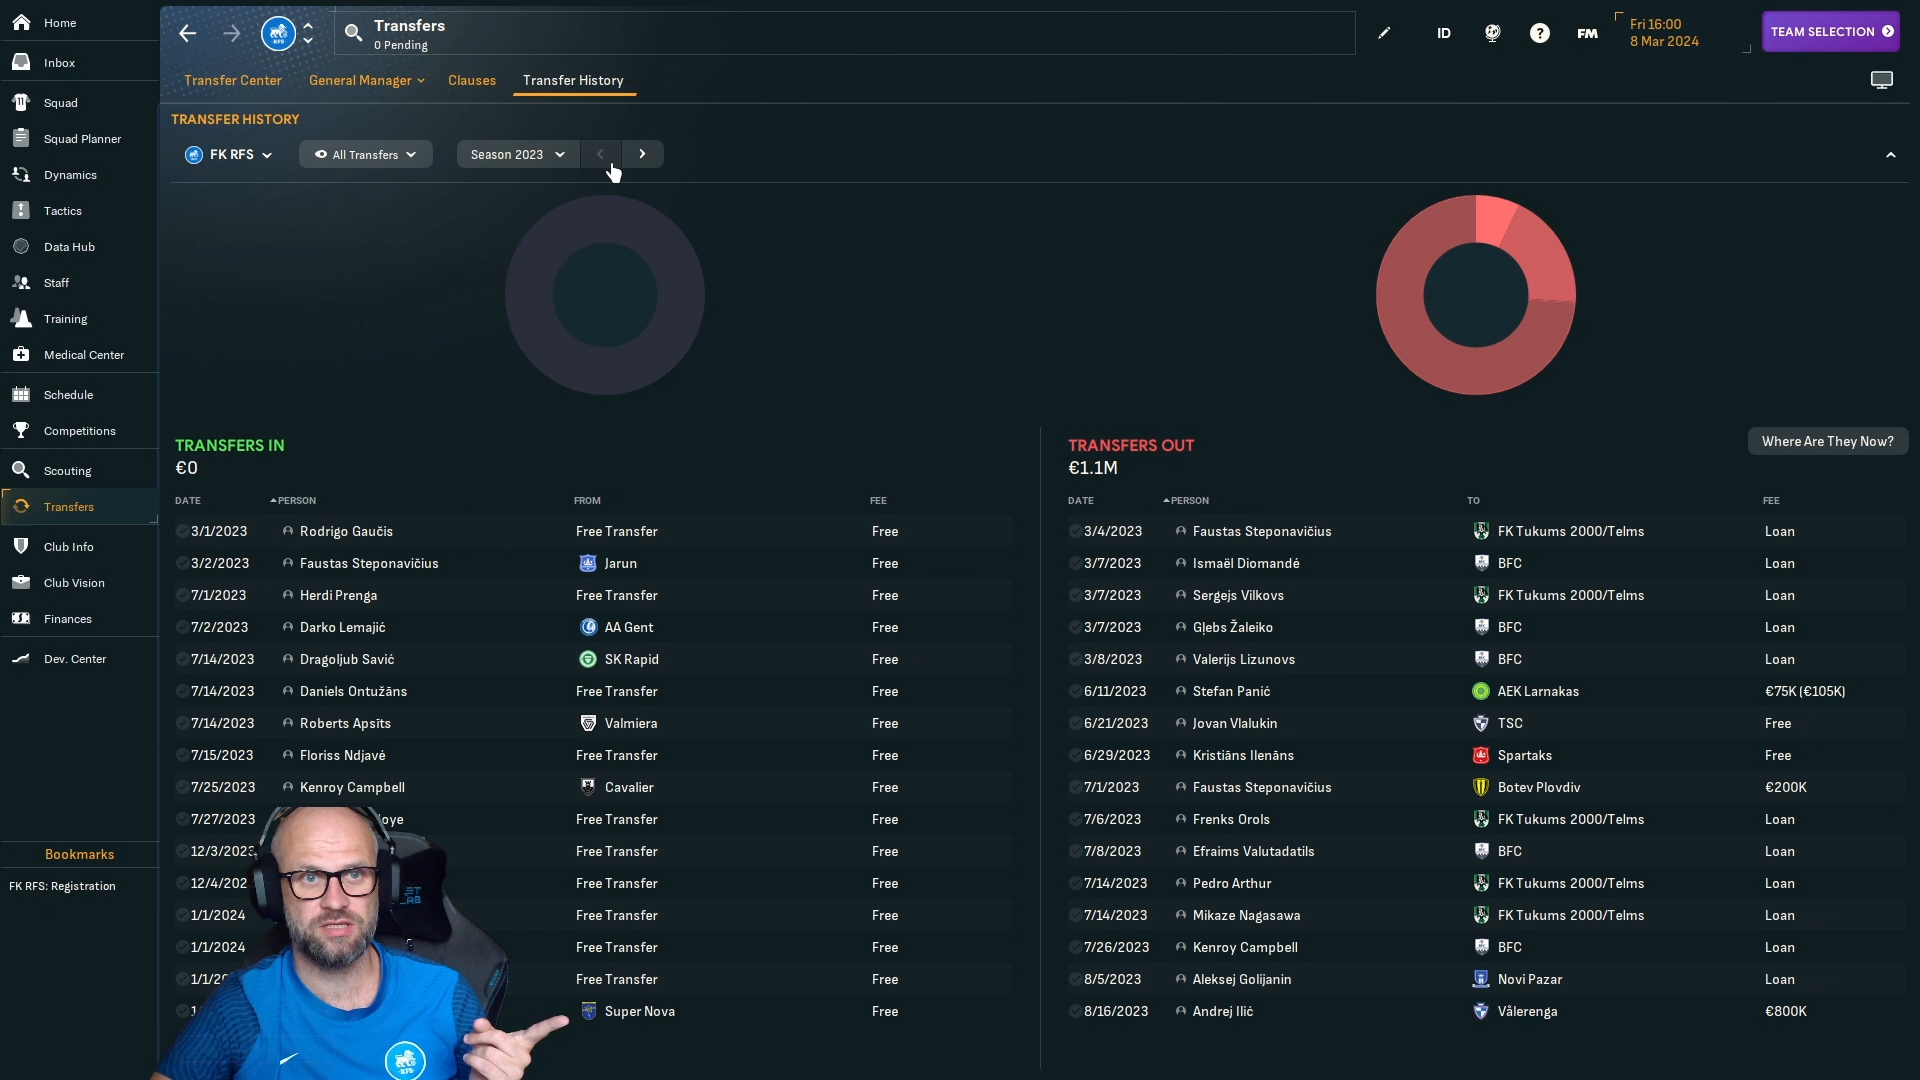 Home
Inbox
Squad
Squad Planner
Dynamics
Tactics
Data Hub
Staff
Training
Medical Center
Schedule
Competitions
Scouting
Transfers
Club Info
Club Vision
Finances
Dev. Center
Bookmarks
FK RFS: Registration
Transfers
0 Pending
ID
?
FM
Fri 16:00
8 Mar 2024
TEAM SELECTION
Transfer Center
General Manager
Clauses
Transfer History
TRANSFER HISTORY
FK RFS
All Transfers
Season 2023
TRANSFERS IN
€0
DATE PERSON FROM FEE
3/1/2023 Rodrigo Gaučis Free Transfer Free
3/2/2023 Faustas Steponavičius Jarun Free
7/1/2023 Herdi Prenga Free Transfer Free
7/2/2023 Darko Lemajić AA Gent Free
7/14/2023 Dragoljub Savić SK Rapid Free
7/14/2023 Daniels Ontužāns Free Transfer Free
7/14/2023 Roberts Apsīts Valmiera Free
7/15/2023 Floriss Ndjavé Free Transfer Free
7/25/2023 Kenroy Campbell Cavalier Free
7/27/2023 Free Transfer Free
12/3/2023 Free Transfer Free
12/4/202 Free Transfer Free
1/1/2024 Free Transfer Free
1/1/2024 Free Transfer Free
Free Transfer Free
Super Nova Free
TRANSFERS OUT
€1.1M
Where Are They Now?
DATE PERSON TO FEE
3/4/2023 Faustas Steponavičius FK Tukums 2000/Telms Loan
3/7/2023 Ismaël Diomandé BFC Loan
3/7/2023 Sergejs Vilkovs FK Tukums 2000/Telms Loan
3/7/2023 Gļebs Žaleiko BFC Loan
3/8/2023 Valerijs Lizunovs BFC Loan
6/11/2023 Stefan Panić AEK Larnakas €75K (€105K)
6/21/2023 Jovan Vlalukin TSC Free
6/29/2023 Kristiāns Ilenāns Spartaks Free
7/1/2023 Faustas Steponavičius Botev Plovdiv €200K
7/6/2023 Frenks Orols FK Tukums 2000/Telms Loan
7/8/2023 Efraims Valutadatils BFC Loan
7/14/2023 Pedro Arthur FK Tukums 2000/Telms Loan
7/14/2023 Mikaze Nagasawa FK Tukums 2000/Telms Loan
7/26/2023 Kenroy Campbell BFC Loan
8/5/2023 Aleksej Golijanin Novi Pazar Loan
8/16/2023 Andrej Ilić Vålerenga €800K
RFS